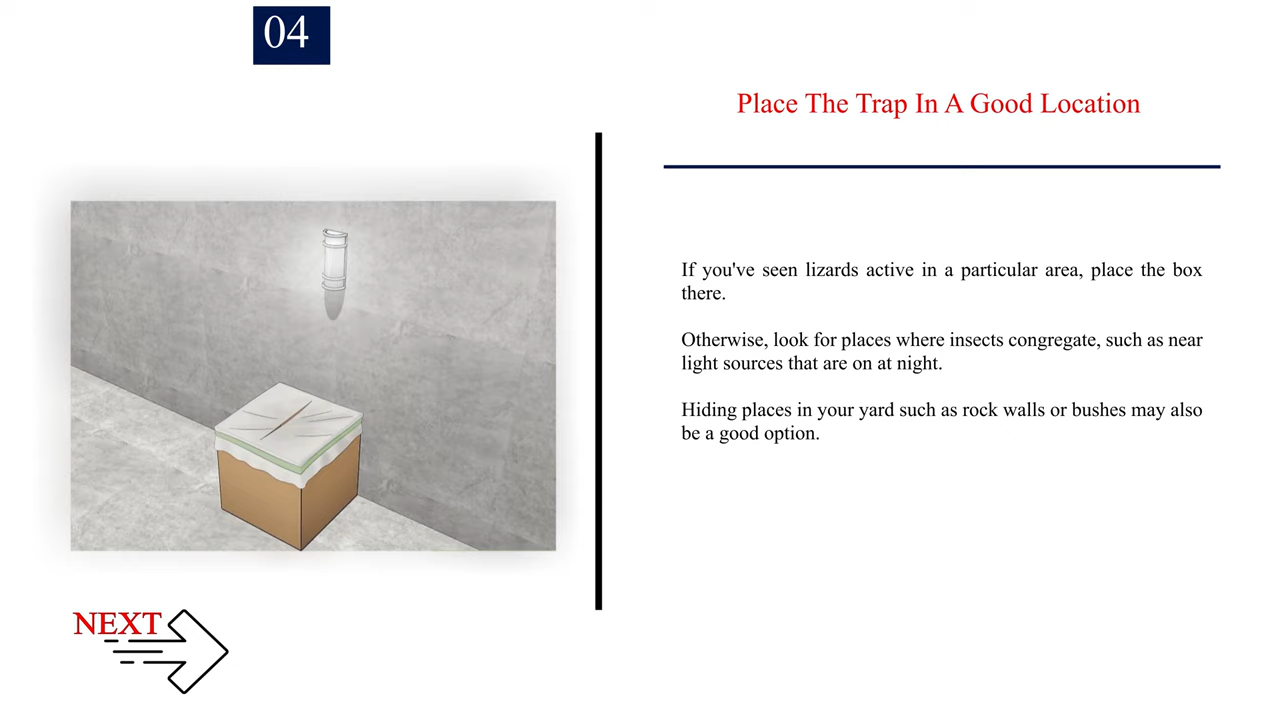 04
Place The Trap In A Good Location
If you've seen lizards active in a particular area, place the box
there.
Otherwise, look for places where insects congregate, such as near
light sources that are on at night.
Hiding places in your yard such as rock walls or bushes may also
be a good option.
NEXT